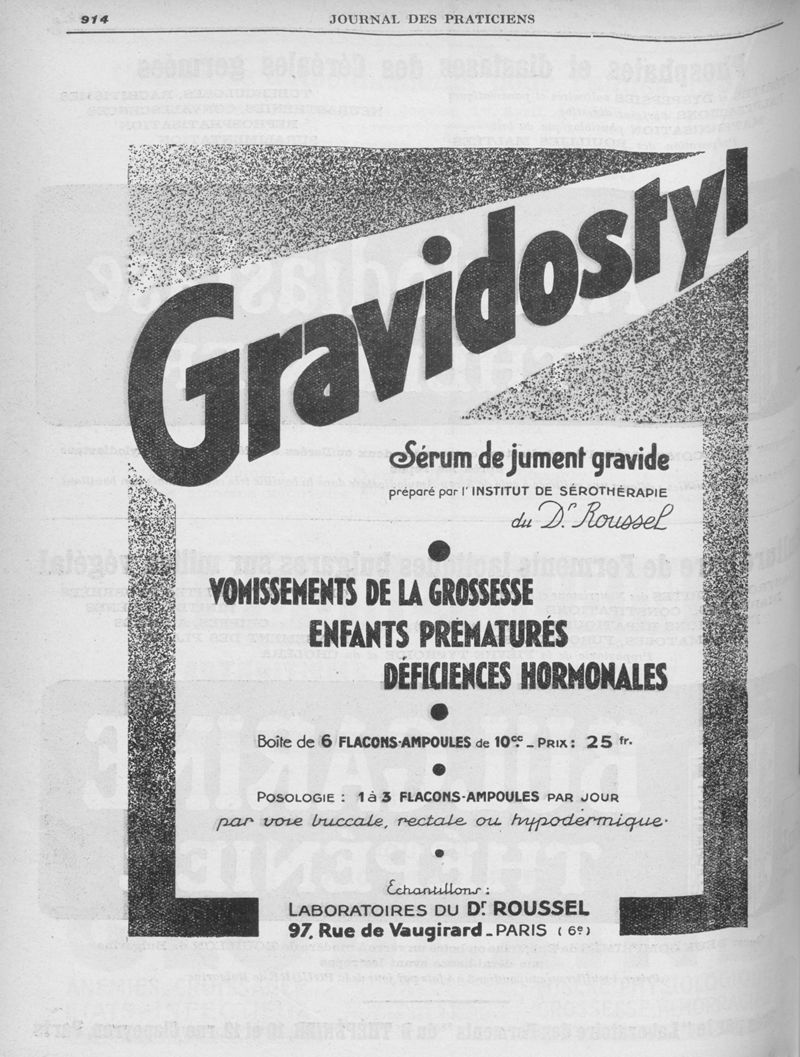 914 JOURNAL DES PRATICIENS
Gravidostyl
Sérum de jument gravide
préparé par l'INSTITUT DE SÉROTHÉRAPIE
du Dr Roussel
VOMISSEMENTS DE LA GROSSESSE
ENFANTS PRÉMATURÉS
DÉFICIENCES HORMONALES
Boîte de 6 FLACONS-AMPOULES de 10cc. - PRIX : 25 fr.
POSOLOGIE : 1 à 3 FLACONS-AMPOULES PAR JOUR
par voie buccale, rectale ou hypodermique.
Échantillons :
LABORATOIRES DU Dr ROUSSEL
97, Rue de Vaugirard - PARIS (6e)